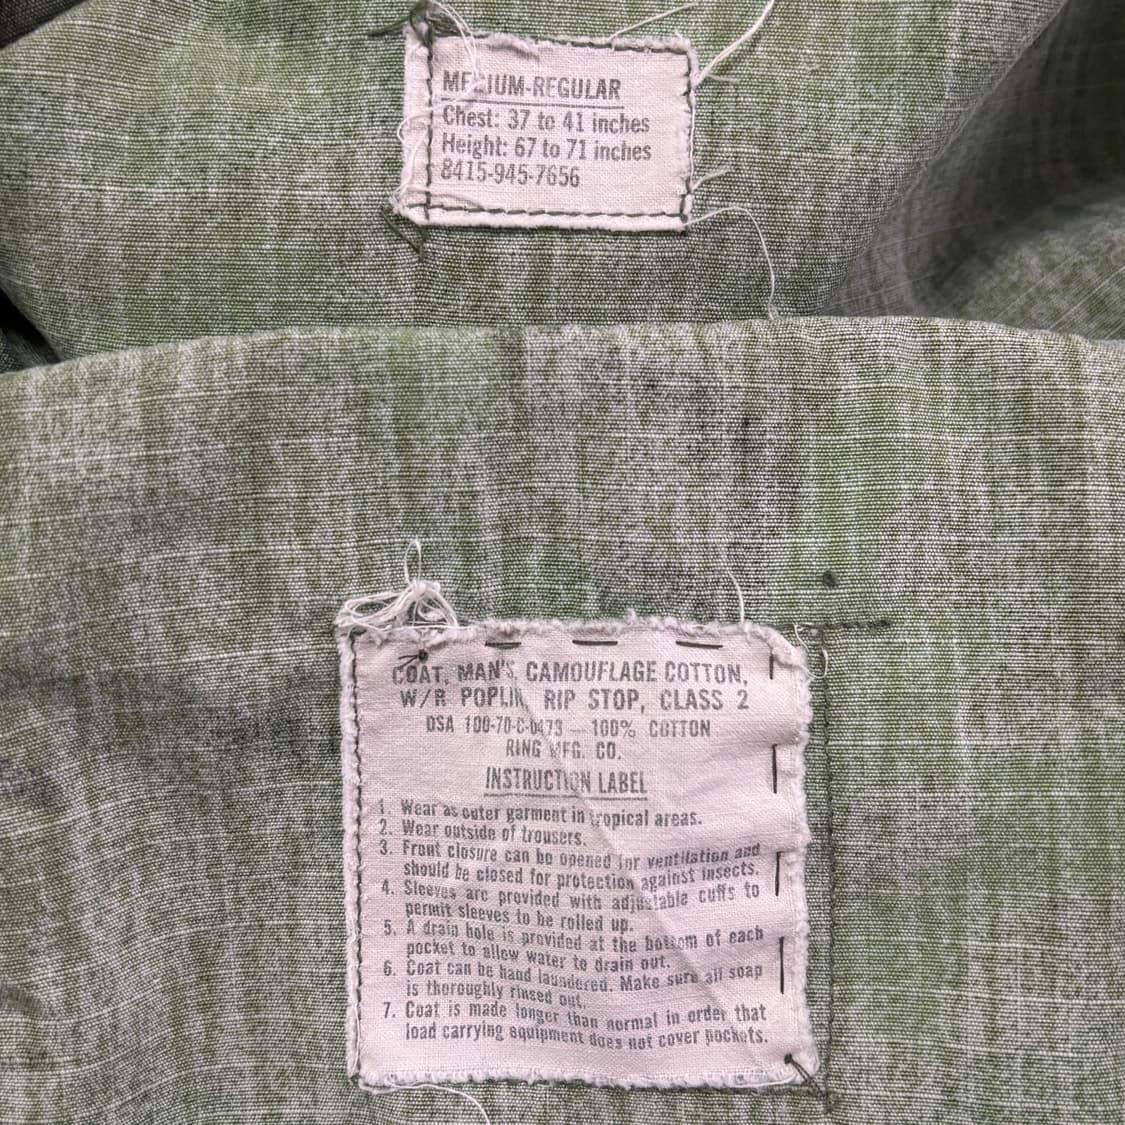 MEDIUM-REGULAR
Chest: 37 to 41 inches
Height: 67 to 71 inches
8415-945-7656
COAT, MAN'S, CAMOUFLAGE COTTON,
W/R POPLIN, RIP STOP, CLASS 2
DSA 100-70-C-0473 — 100% COTTON
RING MFG. CO.
INSTRUCTION LABEL
1. Wear as outer garment in tropical areas.
2. Wear outside of trousers.
3. Front closure can be opened for ventilation and
should be closed for protection against insects.
4. Sleeves are provided with adjustable cuffs to
permit sleeves to be rolled up.
5. A drain hole is provided at the bottom of each
pocket to allow water to drain out.
6. Coat can be hand laundered. Make sure all soap
is thoroughly rinsed out.
7. Coat is made longer than normal in order that
load carrying equipment does not cover pockets.